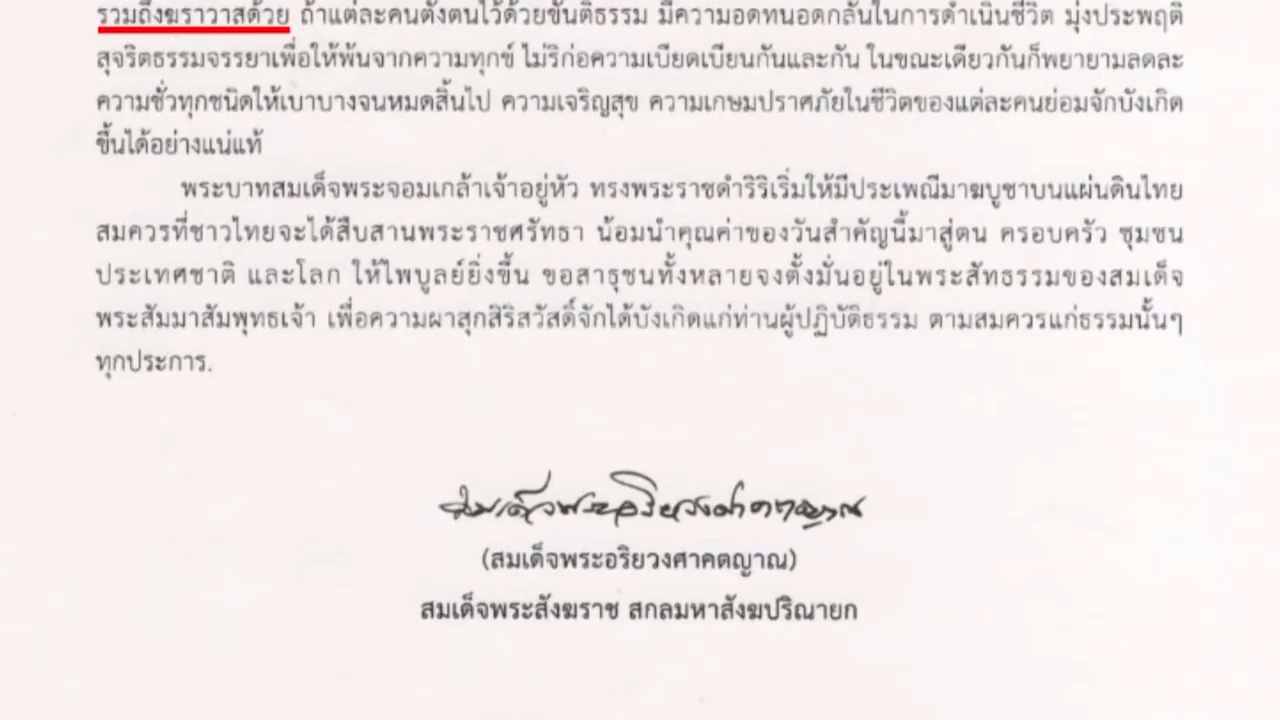 รวมถึงฆราวาสด้วย ถ้าแต่ละคนตั้งตนไว้ด้วยขันติธรรม มีความอดทนอดกลั้นในการดำเนินชีวิต มุ่งประพฤติ
สุจริตธรรมจรรยาเพื่อให้พ้นจากความทุกข์ ไม่ริก่อความเบียดเบียนกันและกัน ในขณะเดียวกันก็พยายามลดละ
ความชั่วทุกชนิดให้เบาบางจนหมดสิ้นไป ความเจริญสุข ความเกษมปราศภัยในชีวิตของแต่ละคนย่อมจักบังเกิด
ขึ้นได้อย่างแน่แท้
พระบาทสมเด็จพระจอมเกล้าเจ้าอยู่หัว ทรงพระราชดำริริเริ่มให้มีประเพณีมาฆบูชาบนแผ่นดินไทย
สมควรที่ชาวไทยจะได้สืบสานพระราชศรัทธา น้อมนำคุณค่าของวันสำคัญนี้มาสู่ตน ครอบครัว ชุมชน
ประเทศชาติ และโลก ให้ไพบูลย์ยิ่งขึ้น ขอสาธุชนทั้งหลายจงตั้งมั่นอยู่ในพระสัทธรรมของสมเด็จ
พระสัมมาสัมพุทธเจ้า เพื่อความผาสุกสิริสวัสดิ์จักได้บังเกิดแก่ท่านผู้ปฏิบัติธรรม ตามสมควรแก่ธรรมนั้นๆ
ทุกประการ.
สมเด็จพระอริยวงศาคตญาณ
(สมเด็จพระอริยวงศาคตญาณ)
สมเด็จพระสังฆราช สกลมหาสังฆปริณายก